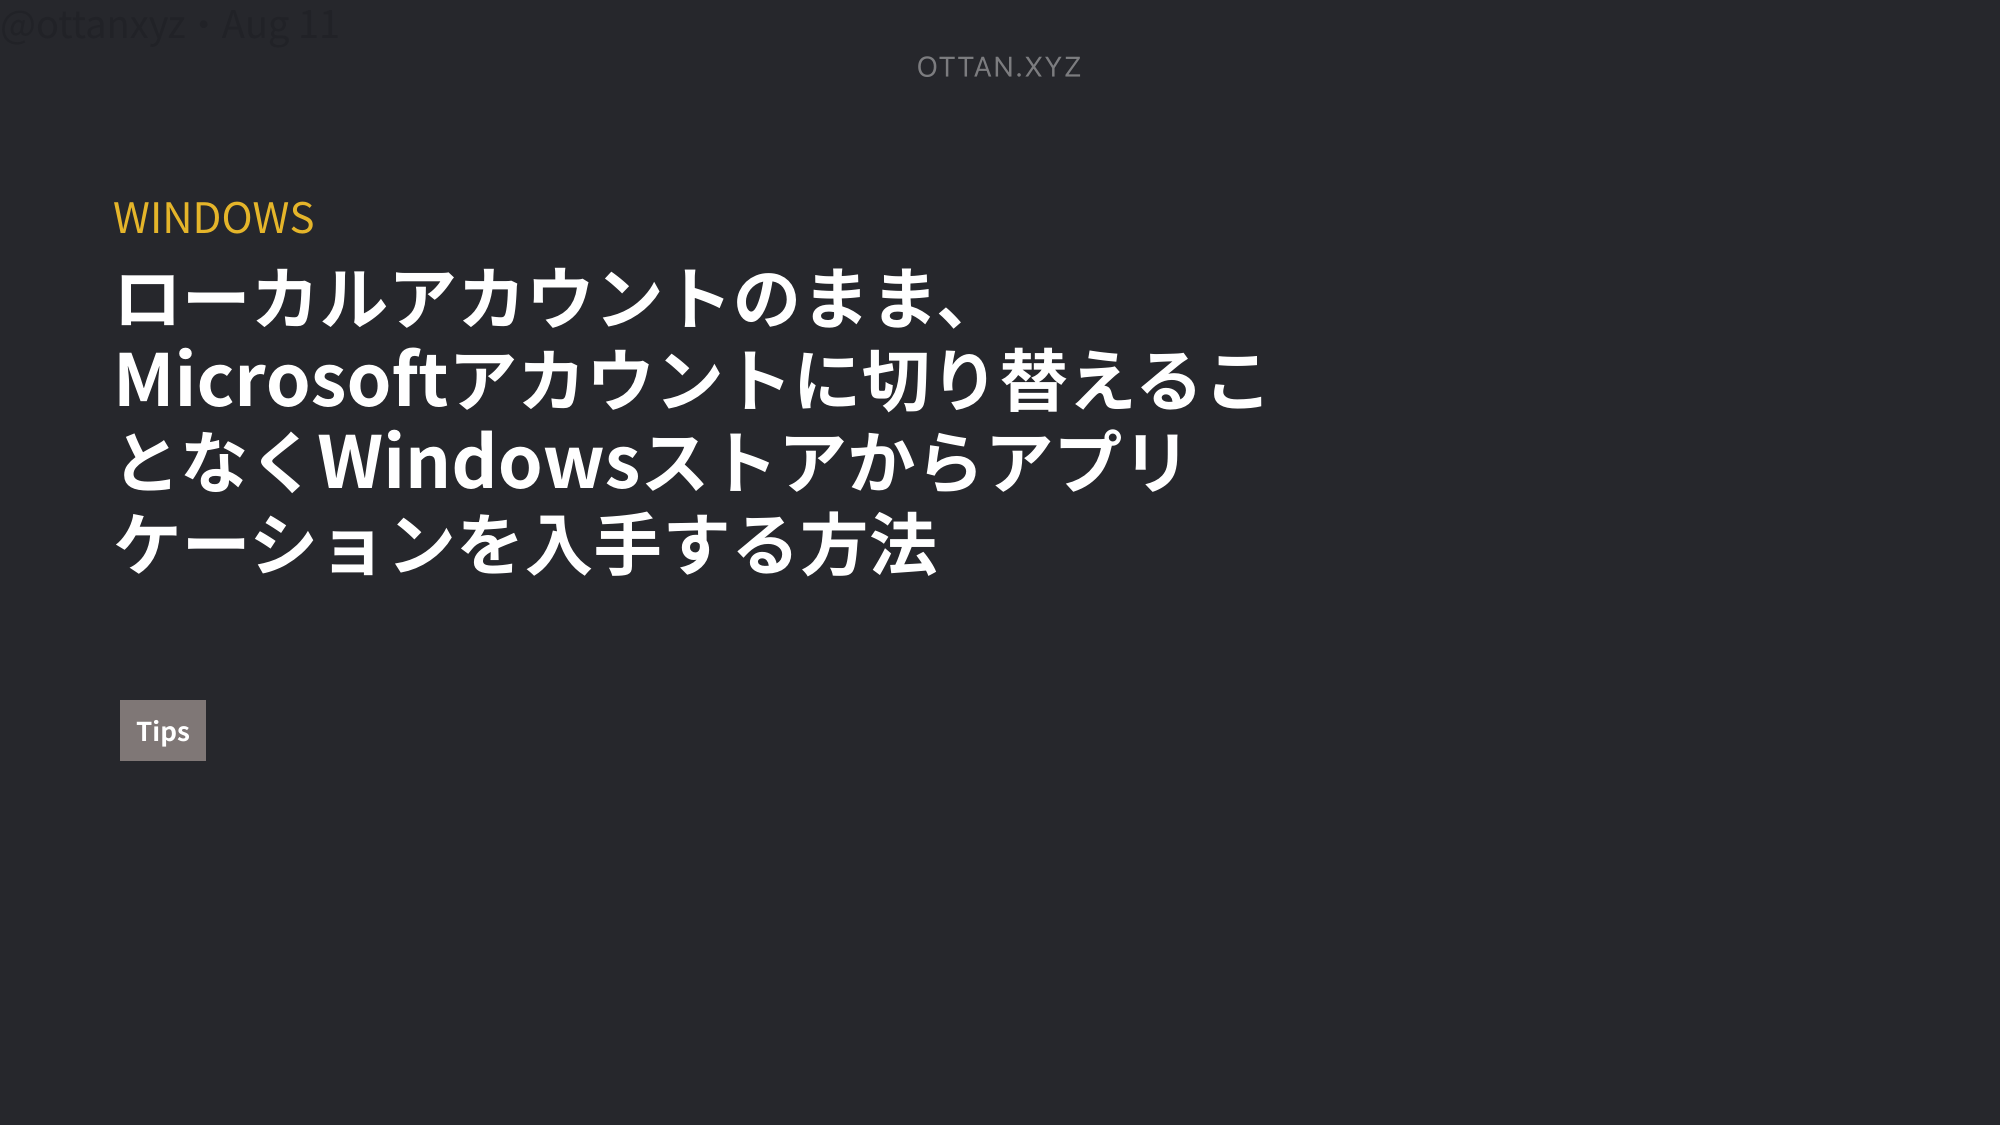 @ottanxyz・Aug 11
OTTAN.XYZ
WINDOWS
ローカルアカウントのまま、
Microsoftアカウントに切り替えるこ
となくWindowsストアからアプリ
ケーションを入手する方法
Tips